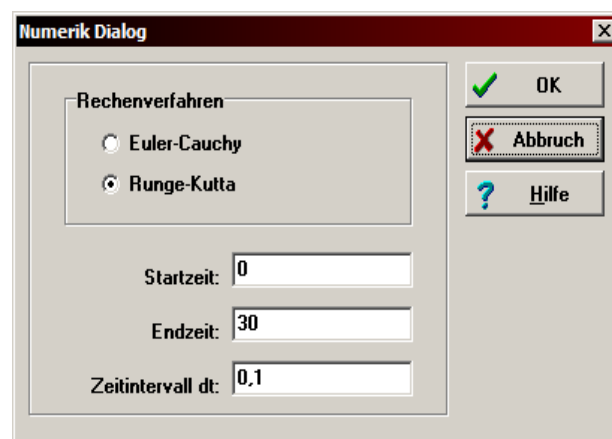 Numerik Dialog
Rechenverfahren
Euler-Cauchy
Runge-Kutta
Startzeit: 0
Endzeit: 30
Zeitintervall dt: 0,1
OK
Abbruch
? Hilfe